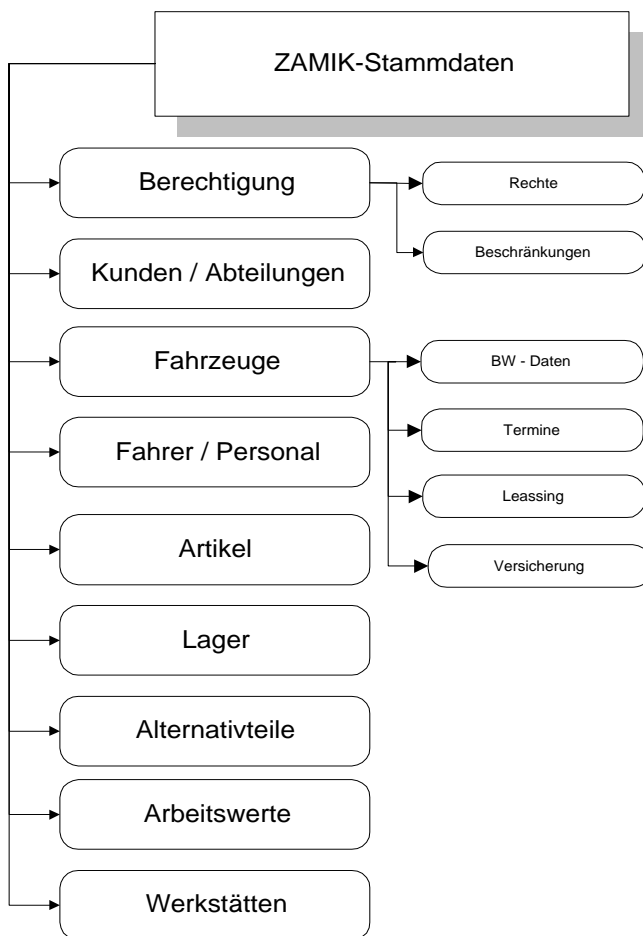 ZAMIK-Stammdaten
Berechtigung
Rechte
Beschränkungen
Kunden / Abteilungen
Fahrzeuge
BW - Daten
Termine
Leassing
Versicherung
Fahrer / Personal
Artikel
Lager
Alternativteile
Arbeitswerte
Werkstätten